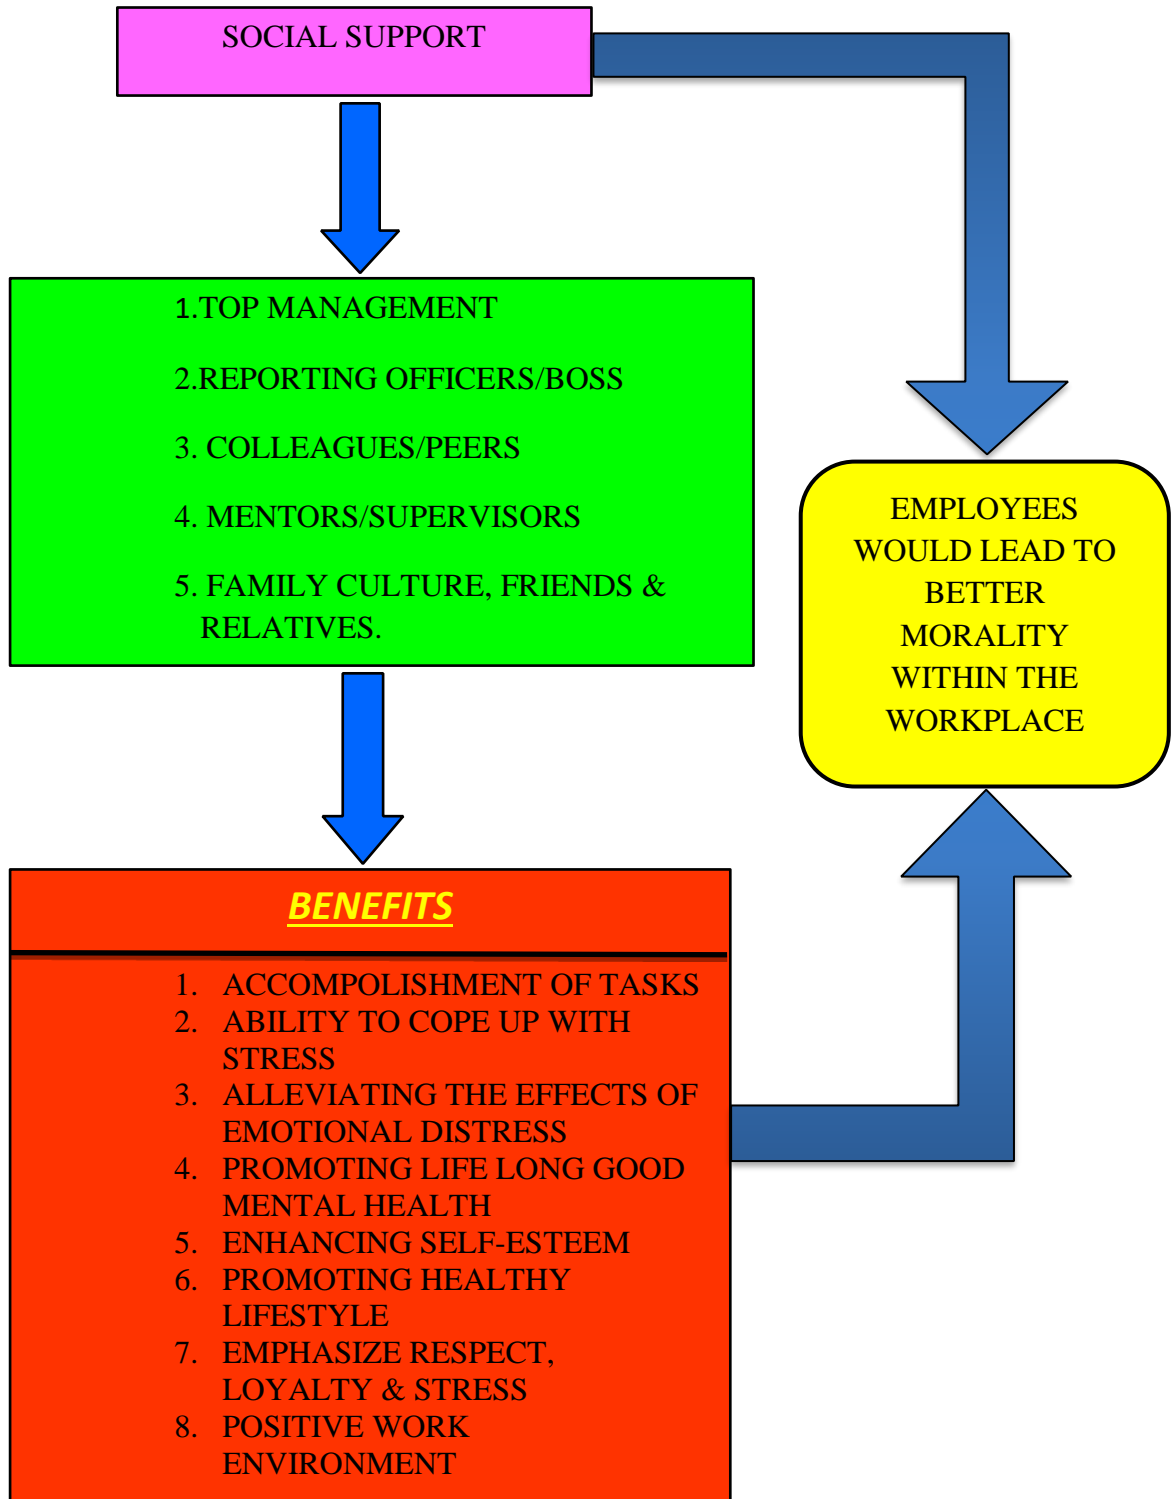 SOCIAL SUPPORT
1.TOP MANAGEMENT
2.REPORTING OFFICERS/BOSS
3. COLLEAGUES/PEERS
4. MENTORS/SUPERVISORS
5. FAMILY CULTURE, FRIENDS &
RELATIVES.
EMPLOYEES
WOULD LEAD TO
BETTER
MORALITY
WITHIN THE
WORKPLACE
BENEFITS
1. ACCOMPOLISHMENT OF TASKS
2. ABILITY TO COPE UP WITH
STRESS
3. ALLEVIATING THE EFFECTS OF
EMOTIONAL DISTRESS
4. PROMOTING LIFE LONG GOOD
MENTAL HEALTH
5. ENHANCING SELF-ESTEEM
6. PROMOTING HEALTHY
LIFESTYLE
7. EMPHASIZE RESPECT,
LOYALTY & STRESS
8. POSITIVE WORK
ENVIRONMENT